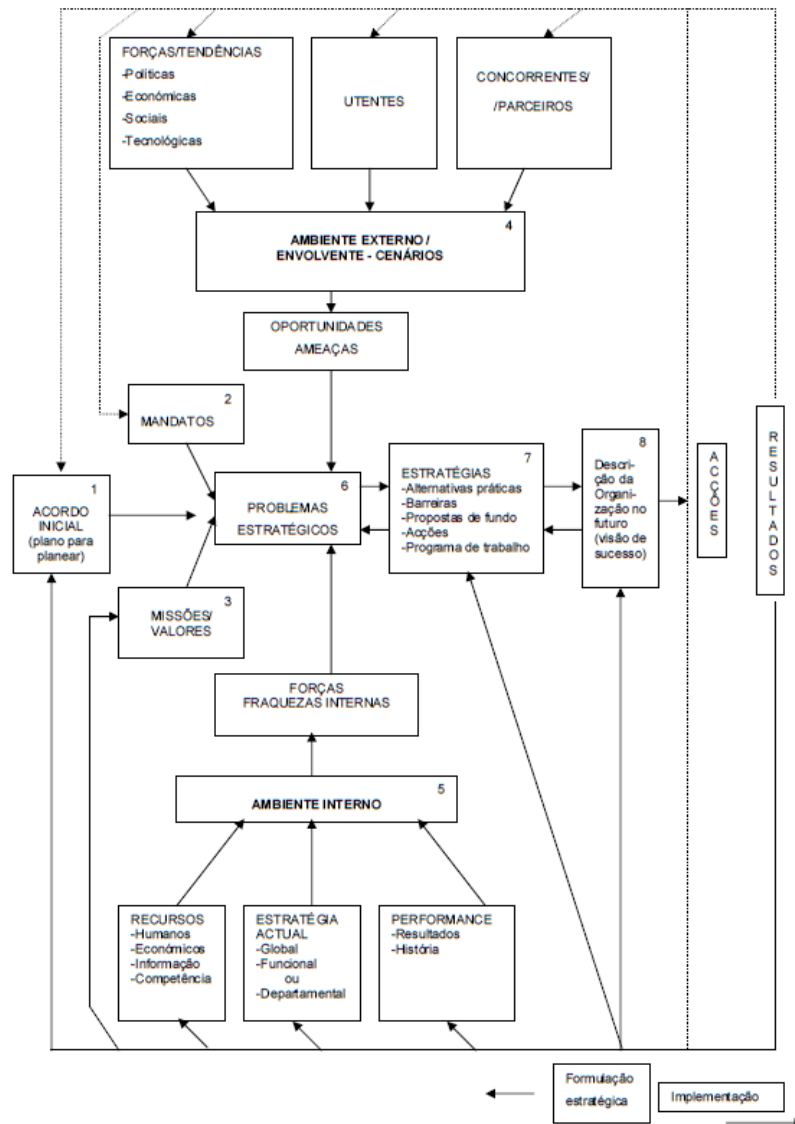 FORÇAS/TENDÊNCIAS
-Políticas
-Económicas
-Sociais
-Tecnológicas
UTENTES
CONCORRENTES/
/PARCEIROS
4
AMBIENTE EXTERNO /
ENVOLVENTE - CENÁRIOS
OPORTUNIDADES
AMEAÇAS
2
MANDATOS
1
ACORDO
INICIAL
(plano para
planear)
3
MISSÕES/
VALORES
6
PROBLEMAS
ESTRATÉGICOS
7
ESTRATÉGIAS
-Alternativas práticas
-Barreiras
-Propostas de fundo
-Acções
-Programa de trabalho
8
Descri-
ção da
Organi-
zação no
futuro
(visão de
sucesso)
ACÇÕES
RESULTADOS
FORÇAS
FRAQUEZAS INTERNAS
5
AMBIENTE INTERNO
RECURSOS
-Humanos
-Económicos
-Informação
-Competência
ESTRATÉGIA
ACTUAL
-Global
-Funcional
ou
-Departamental
PERFORMANCE
-Resultados
-História
Formulação
estratégica
Implementação